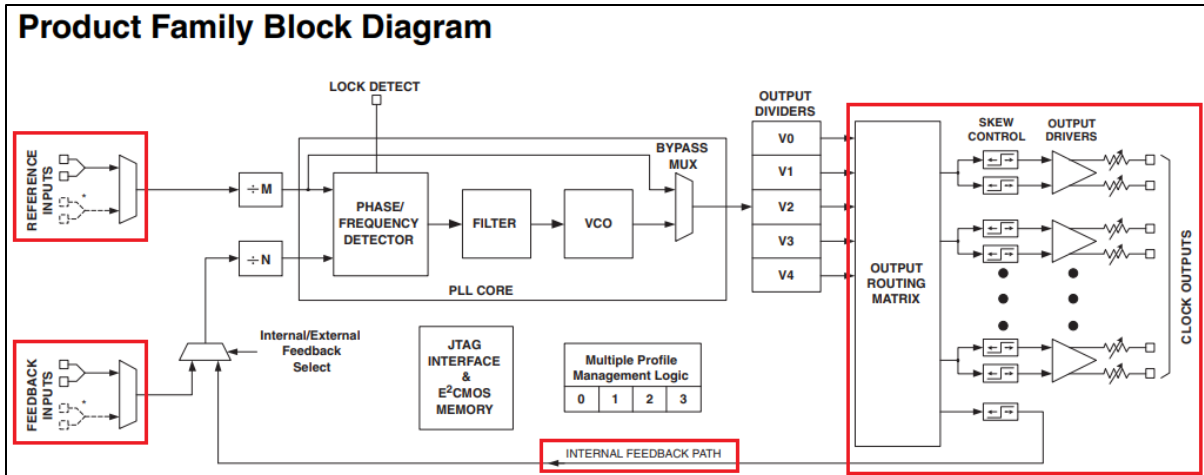 Product Family Block Diagram
LOCK DETECT
OUTPUT
DIVIDERS
SKEW
CONTROL
OUTPUT
DRIVERS
REFERENCE
INPUTS
*
÷ M
PHASE/
FREQUENCY
DETECTOR
FILTER
VCO
BYPASS
MUX
V0
V1
V2
V3
V4
÷ N
PLL CORE
OUTPUT
ROUTING
MATRIX
CLOCK OUTPUTS
Internal/External
Feedback
Select
FEEDBACK
INPUTS
*
JTAG
INTERFACE
&
E²CMOS
MEMORY
Multiple Profile
Management Logic
0 1 2 3
INTERNAL FEEDBACK PATH